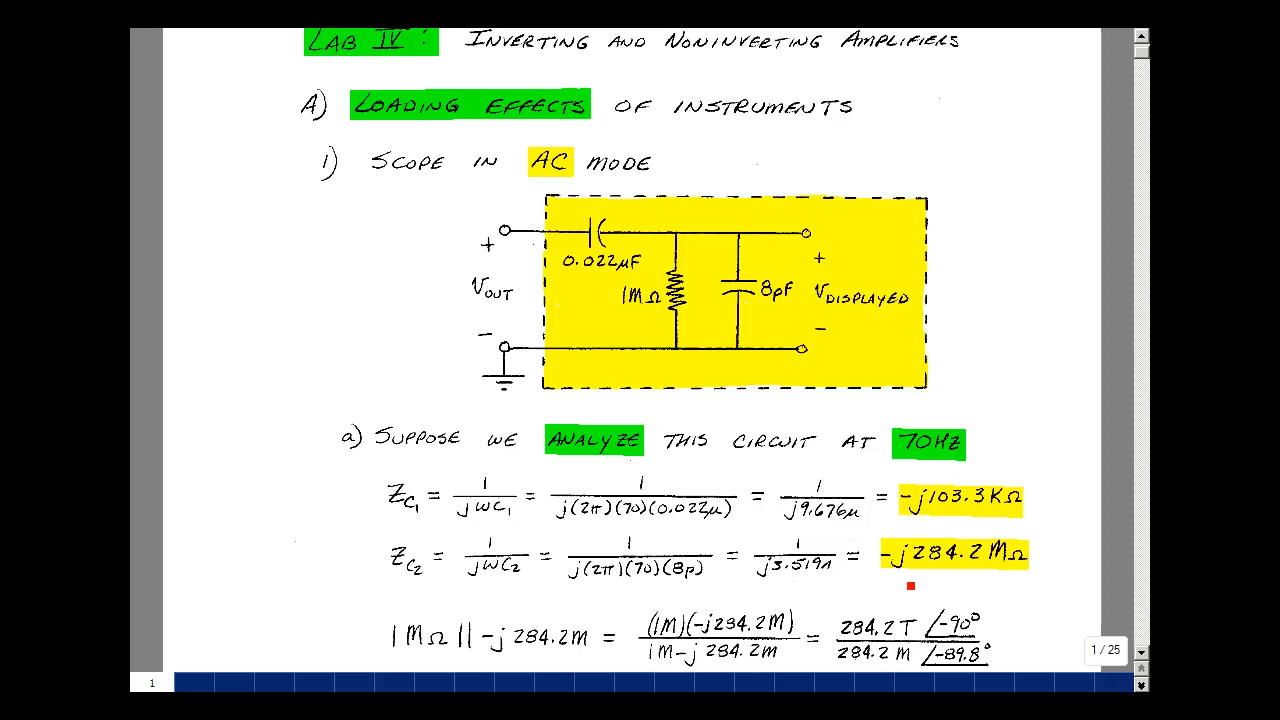 LAB IV: INVERTING AND NONINVERTING AMPLIFIERS
A) LOADING EFFECTS OF INSTRUMENTS
1) SCOPE IN AC MODE
+ 0.022μF +
VOUT 1MΩ 8pF VDISPLAYED
− −
a) SUPPOSE WE ANALYZE THIS CIRCUIT AT 70HZ
ZC1 = 1/jωC1 = 1/j(2π)(70)(0.022μ) = 1/j9.676μ = -j103.3KΩ
ZC2 = 1/jωC2 = 1/j(2π)(70)(8p) = 1/j3.519n = -j284.2MΩ
1MΩ || -j284.2M = (1M)(-j284.2M)/1M-j284.2M = 284.2T ∠-90°/284.2M ∠-89.8°
1 / 25
1